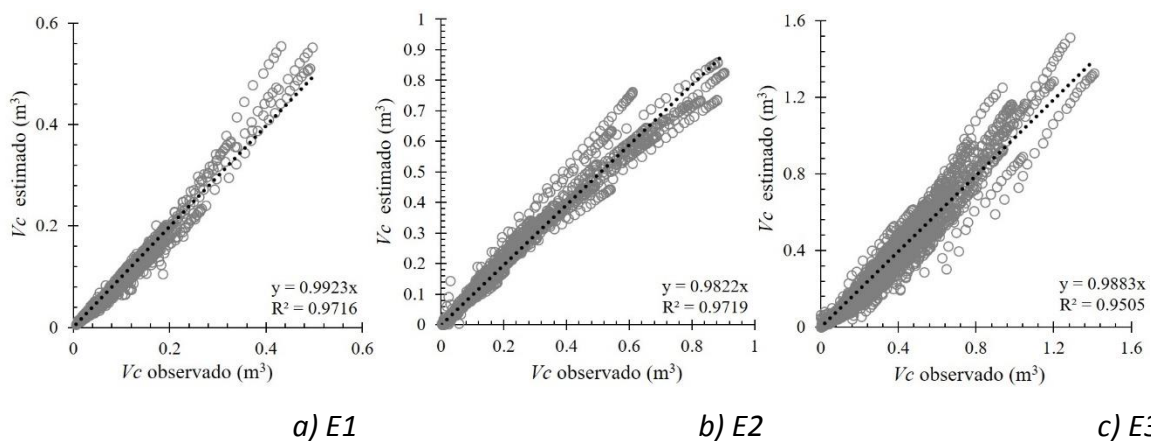 0.6
0.4
0.2
0
0 0.2 0.4 0.6
Vc estimado (m³)
Vc observado (m³)
y = 0.9923x
R² = 0.9716
a) E1
1
0.9
0.8
0.7
0.6
0.5
0.4
0.3
0.2
0.1
0
0 0.2 0.4 0.6 0.8 1
Vc estimado (m³)
Vc observado (m³)
y = 0.9822x
R² = 0.9719
b) E2
1.6
1.2
0.8
0.4
0
0 0.4 0.8 1.2 1.6
Vc estimado (m³)
Vc observado (m³)
y = 0.9883x
R² = 0.9505
c) E3